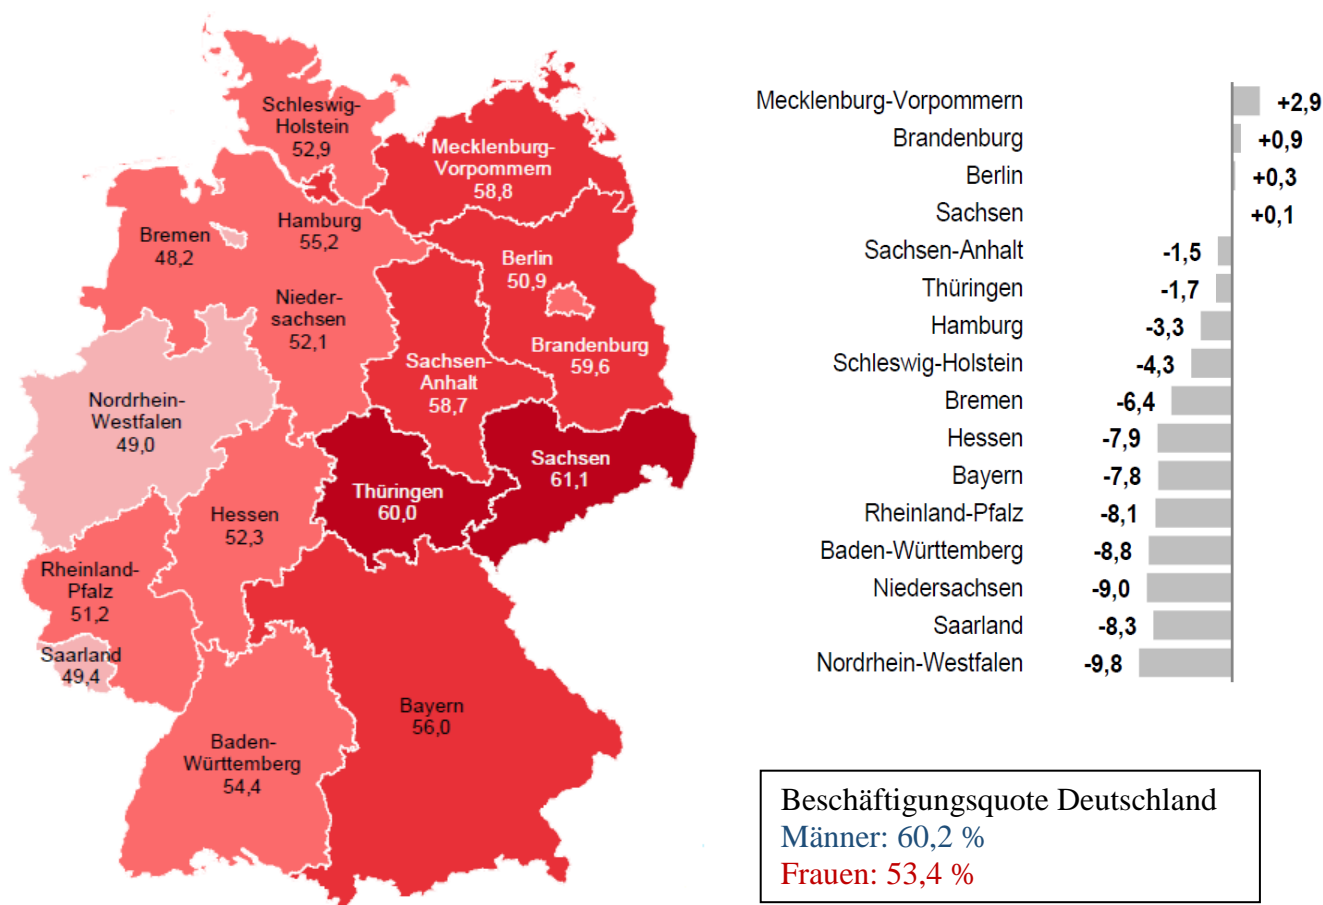 Schleswig-
Holstein
52,9
Mecklenburg-
Vorpommern
58,8
Hamburg
55,2
Bremen
48,2
Berlin
50,9
Nieder-
sachsen
52,1
Brandenburg
59,6
Sachsen-
Anhalt
58,7
Nordrhein-
Westfalen
49,0
Sachsen
61,1
Thüringen
60,0
Hessen
52,3
Rheinland-
Pfalz
51,2
Saarland
49,4
Bayern
56,0
Baden-
Württemberg
54,4
Mecklenburg-Vorpommern +2,9
Brandenburg +0,9
Berlin +0,3
Sachsen +0,1
Sachsen-Anhalt -1,5
Thüringen -1,7
Hamburg -3,3
Schleswig-Holstein -4,3
Bremen -6,4
Hessen -7,9
Bayern -7,8
Rheinland-Pfalz -8,1
Baden-Württemberg -8,8
Niedersachsen -9,0
Saarland -8,3
Nordrhein-Westfalen -9,8
Beschäftigungsquote Deutschland
Männer: 60,2 %
Frauen: 53,4 %